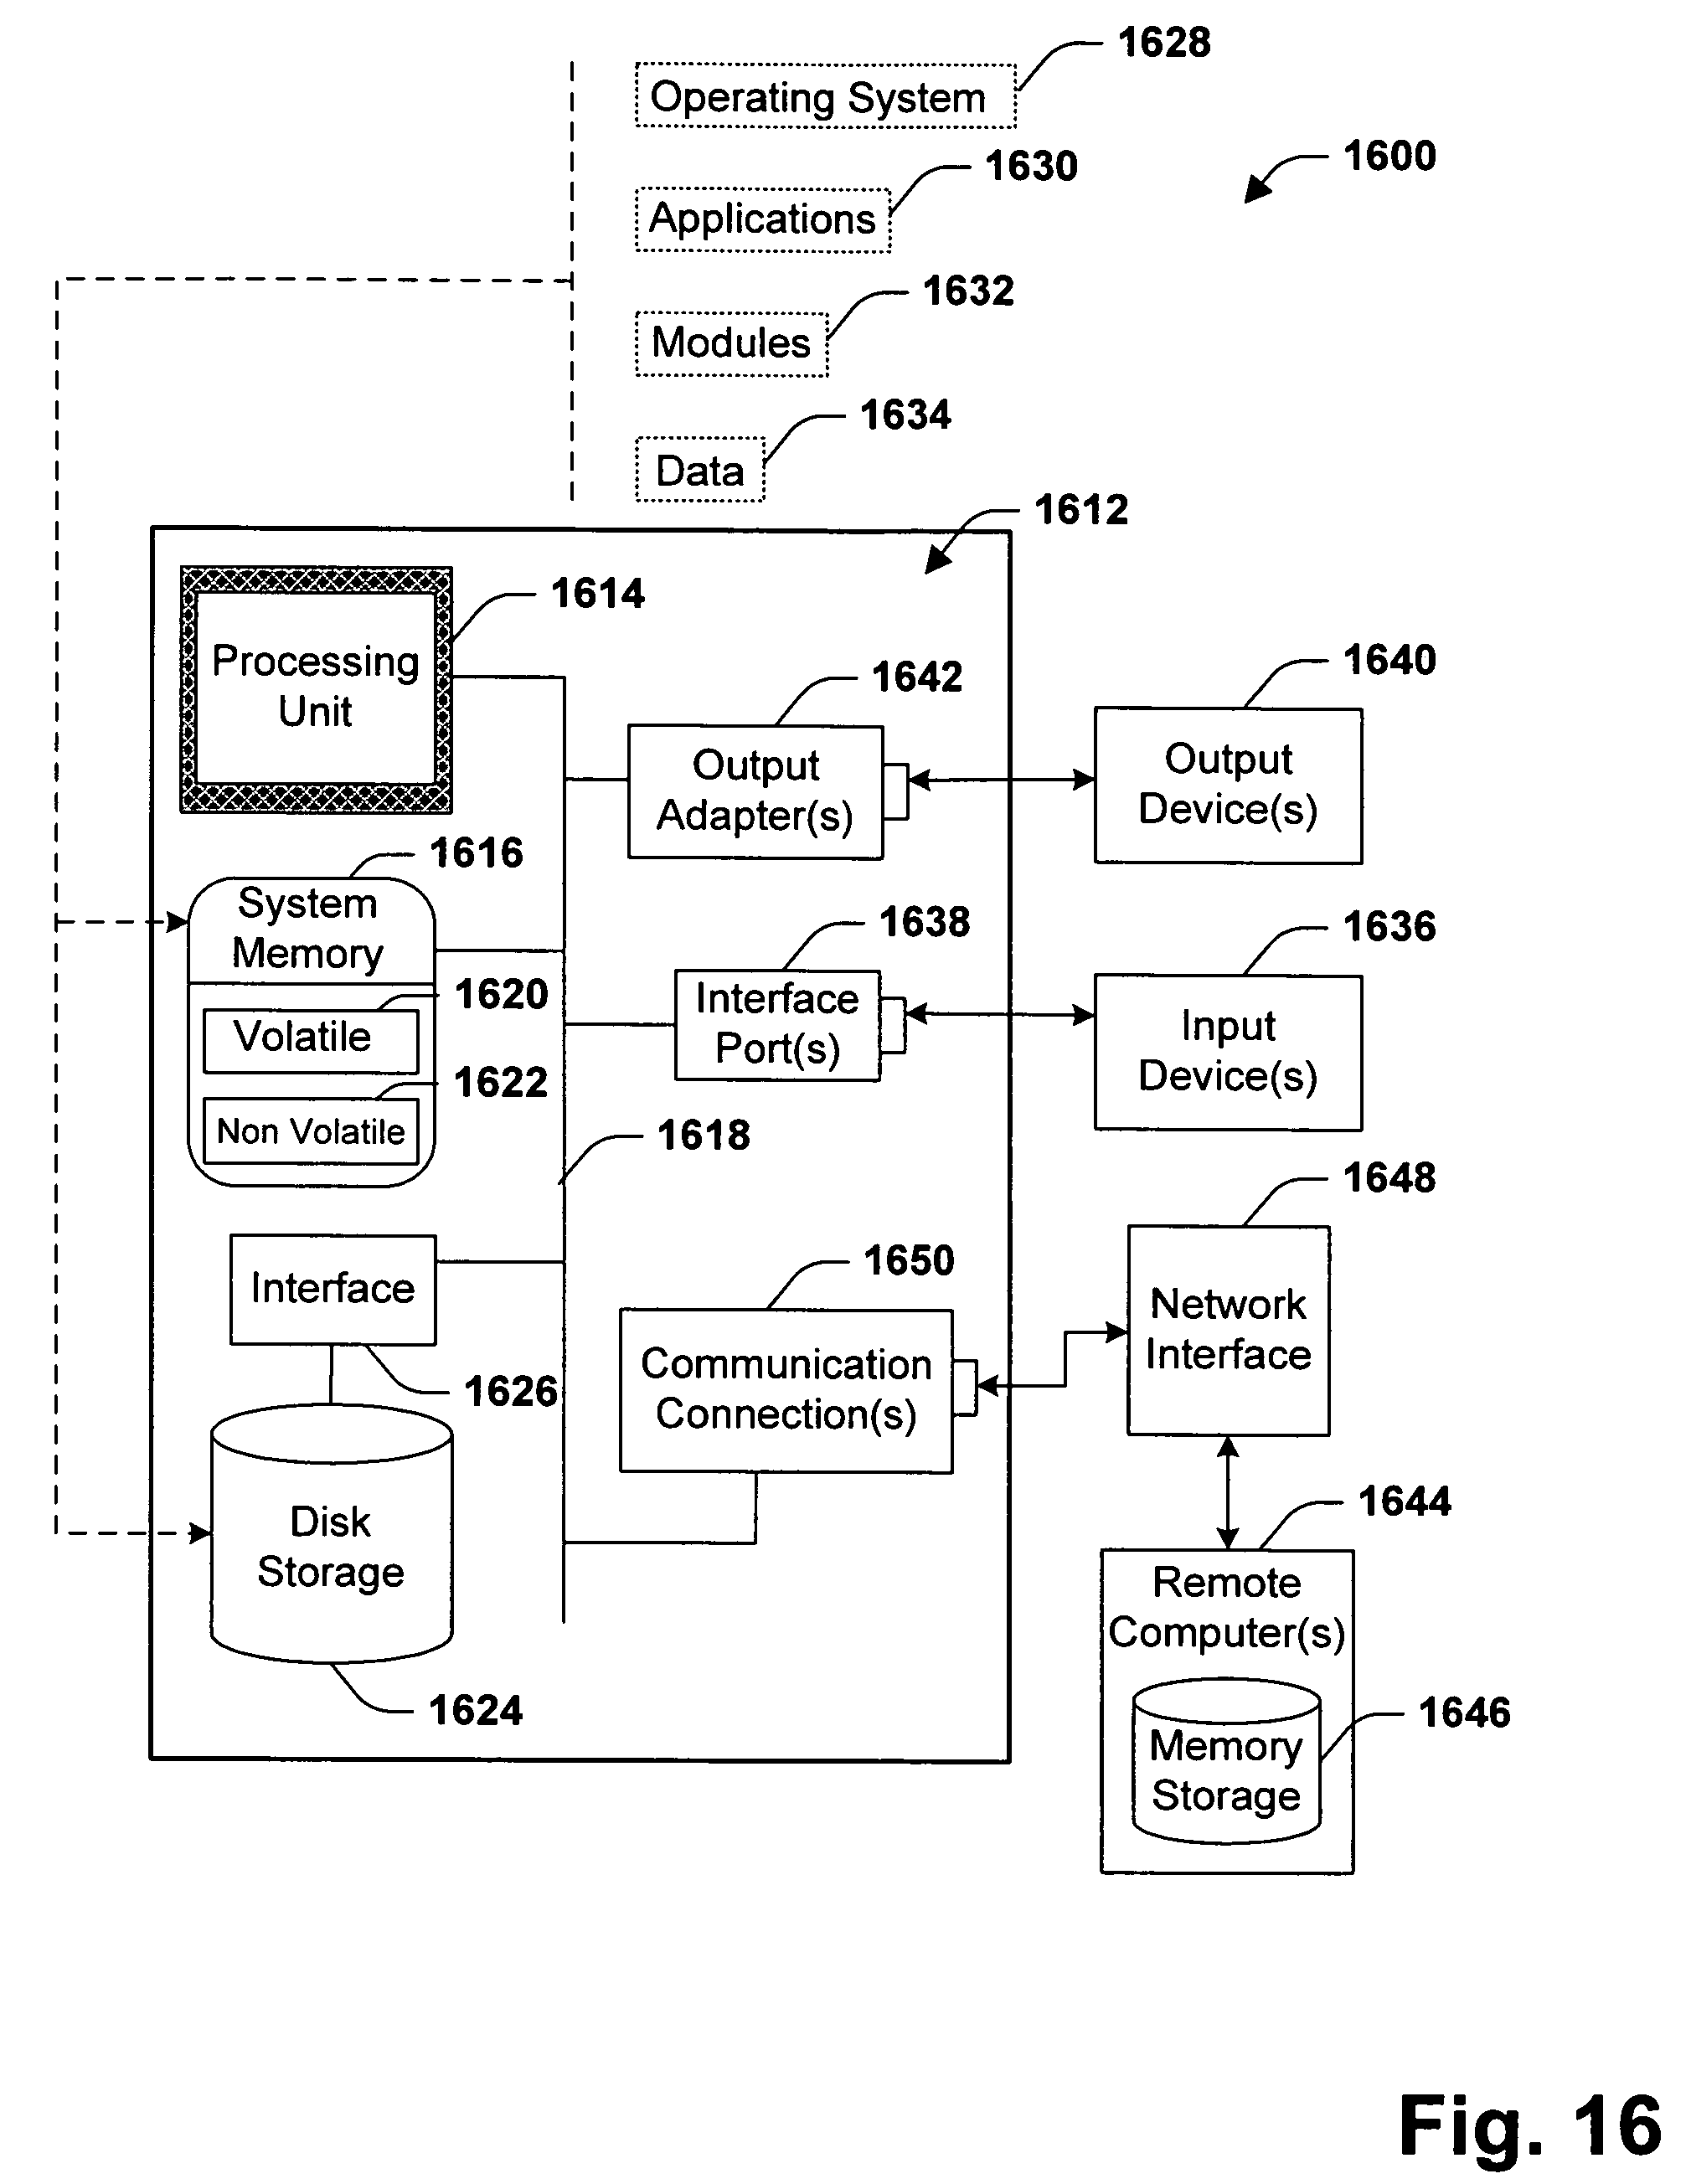 1628
Operating System
1630
1600
Applications
1632
Modules
1634
Data
1612
1614
Processing
Unit
1642
1640
Output
Adapter(s)
Output
Device(s)
1616
System
Memory
1638
1636
1620
Volatile
Interface
Port(s)
Input
Device(s)
1622
Non Volatile
1618
1648
1650
Interface
Network
Interface
1626
Communication
Connection(s)
1644
Disk
Storage
Remote
Computer(s)
1624
1646
Memory
Storage
Fig. 16